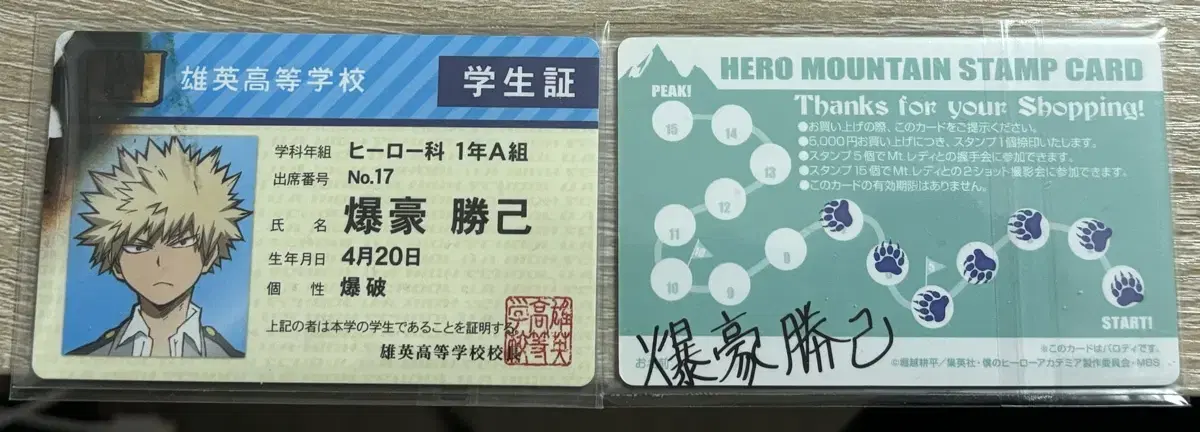 雄英高等学校
学生証
学科年組 ヒーロー科 1年A組
出席番号 No.17
氏 名 爆豪 勝己
生年月日 4月20日
個 性 爆破
上記の者は本学の学生であることを証明する
雄英高等学校校長
雄英
高等
学校
HERO MOUNTAIN STAMP CARD
PEAK!
Thanks for your Shopping!
●お買い上げの際、このカードをご提示ください。
●5,000円お買い上げにつき、スタンプ1個捺印いたします。
●スタンプ5個でMt.レディとの握手会に参加できます。
●スタンプ15個でMt.レディとの2ショット撮影会に参加できます。
●このカードの有効期限はありません。
15
14
13
12
11
10
9
8
START!
爆豪勝己
※このカードはパロディです。
©堀越耕平／集英社・僕のヒーローアカデミア製作委員会・MBS